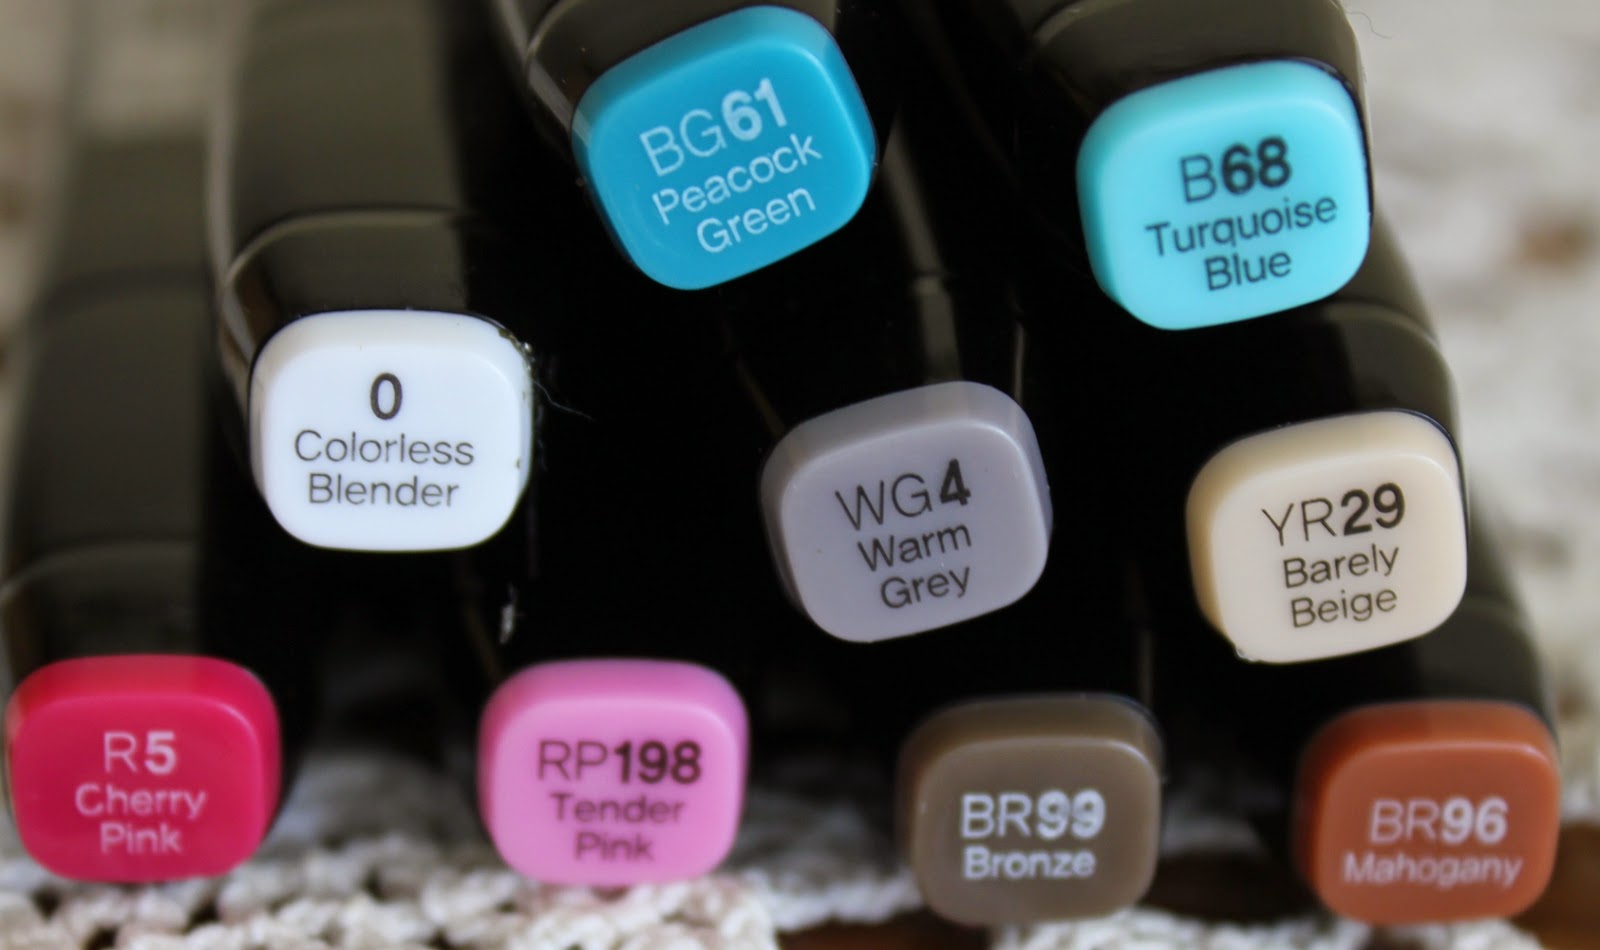 BG61
Peacock
Green
B68
Turquoise
Blue
0
Colorless
Blender
WG4
Warm
Grey
YR29
Barely
Beige
R5
Cherry
Pink
RP198
Tender
Pink
BR99
Bronze
BR96
Mahogany